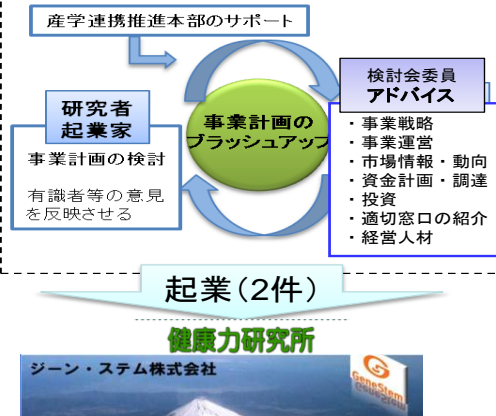 産学連携推進本部のサポート
検討会委員
アドバイス
研究者
起業家
事業計画の検討
有識者等の意見
を反映させる
事業計画の
ブラッシュアップ
・事業戦略
・事業運営
・市場情報・動向
・資金計画・調達
・投資
・適切窓口の紹介
・経営人材
起業(2件)
健康力研究所
ジーン・ステム株式会社
GeneStem